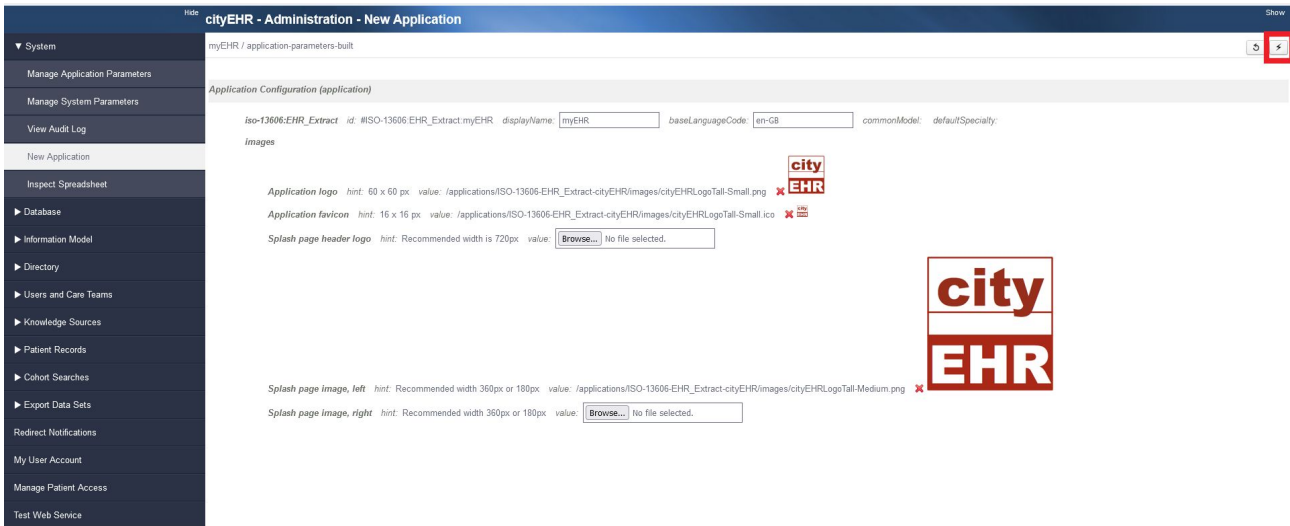 Hide
cityEHR - Administration - New Application
Show
▼ System
Manage Application Parameters
Manage System Parameters
View Audit Log
New Application
Inspect Spreadsheet
▶ Database
▶ Information Model
▶ Directory
▶ Users and Care Teams
▶ Knowledge Sources
▶ Patient Records
▶ Cohort Searches
▶ Export Data Sets
Redirect Notifications
My User Account
Manage Patient Access
Test Web Service
myEHR / application-parameters-built
Application Configuration (application)
iso-13606:EHR_Extract id: #ISO-13606:EHR_Extract:myEHR displayName: myEHR baseLanguageCode: en-GB commonModel: defaultSpecialty:
images
city
EHR
Application logo hint: 60 x 60 px value: /applications/ISO-13606-EHR_Extract-cityEHR/images/cityEHRLogoTall-Small.png
Application favicon hint: 16 x 16 px value: /applications/ISO-13606-EHR_Extract-cityEHR/images/cityEHRLogoTall-Small.ico
city
EHR
Splash page header logo hint: Recommended width is 720px value: Browse... No file selected.
city
EHR
Splash page image, left hint: Recommended width 360px or 180px value: /applications/ISO-13606-EHR_Extract-cityEHR/images/cityEHRLogoTall-Medium.png
Splash page image, right hint: Recommended width 360px or 180px value: Browse... No file selected.